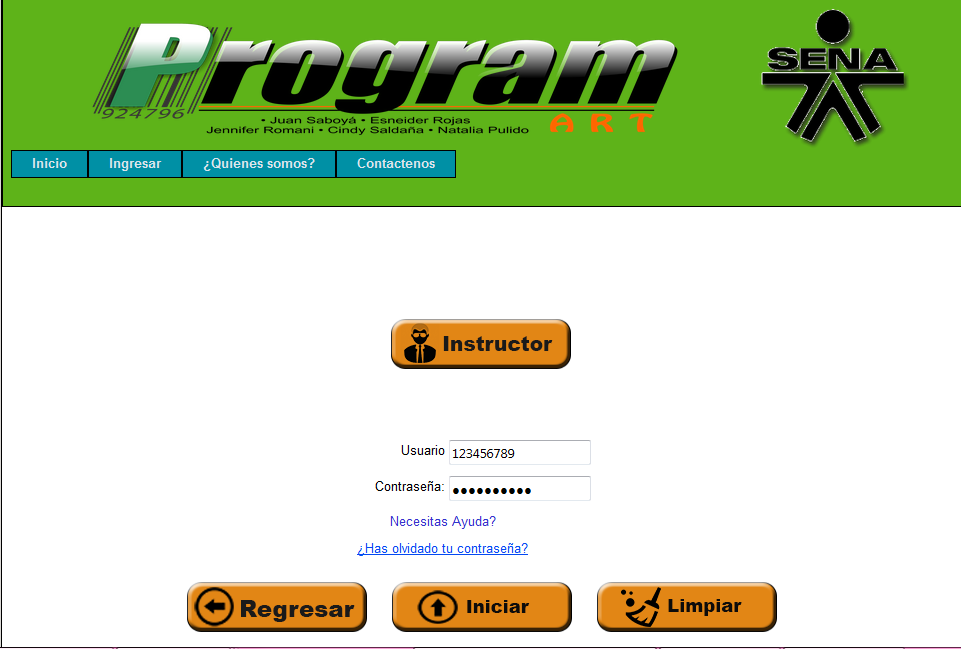 Program
924796
• Juan Saboyá • Esneider Rojas
Jennifer Romani • Cindy Saldaña • Natalia Pulido
ART
SENA
Inicio Ingresar ¿Quienes somos? Contactenos
Instructor
Usuario 123456789
Contraseña: ••••••••••
Necesitas Ayuda?
¿Has olvidado tu contraseña?
Regresar Iniciar Limpiar